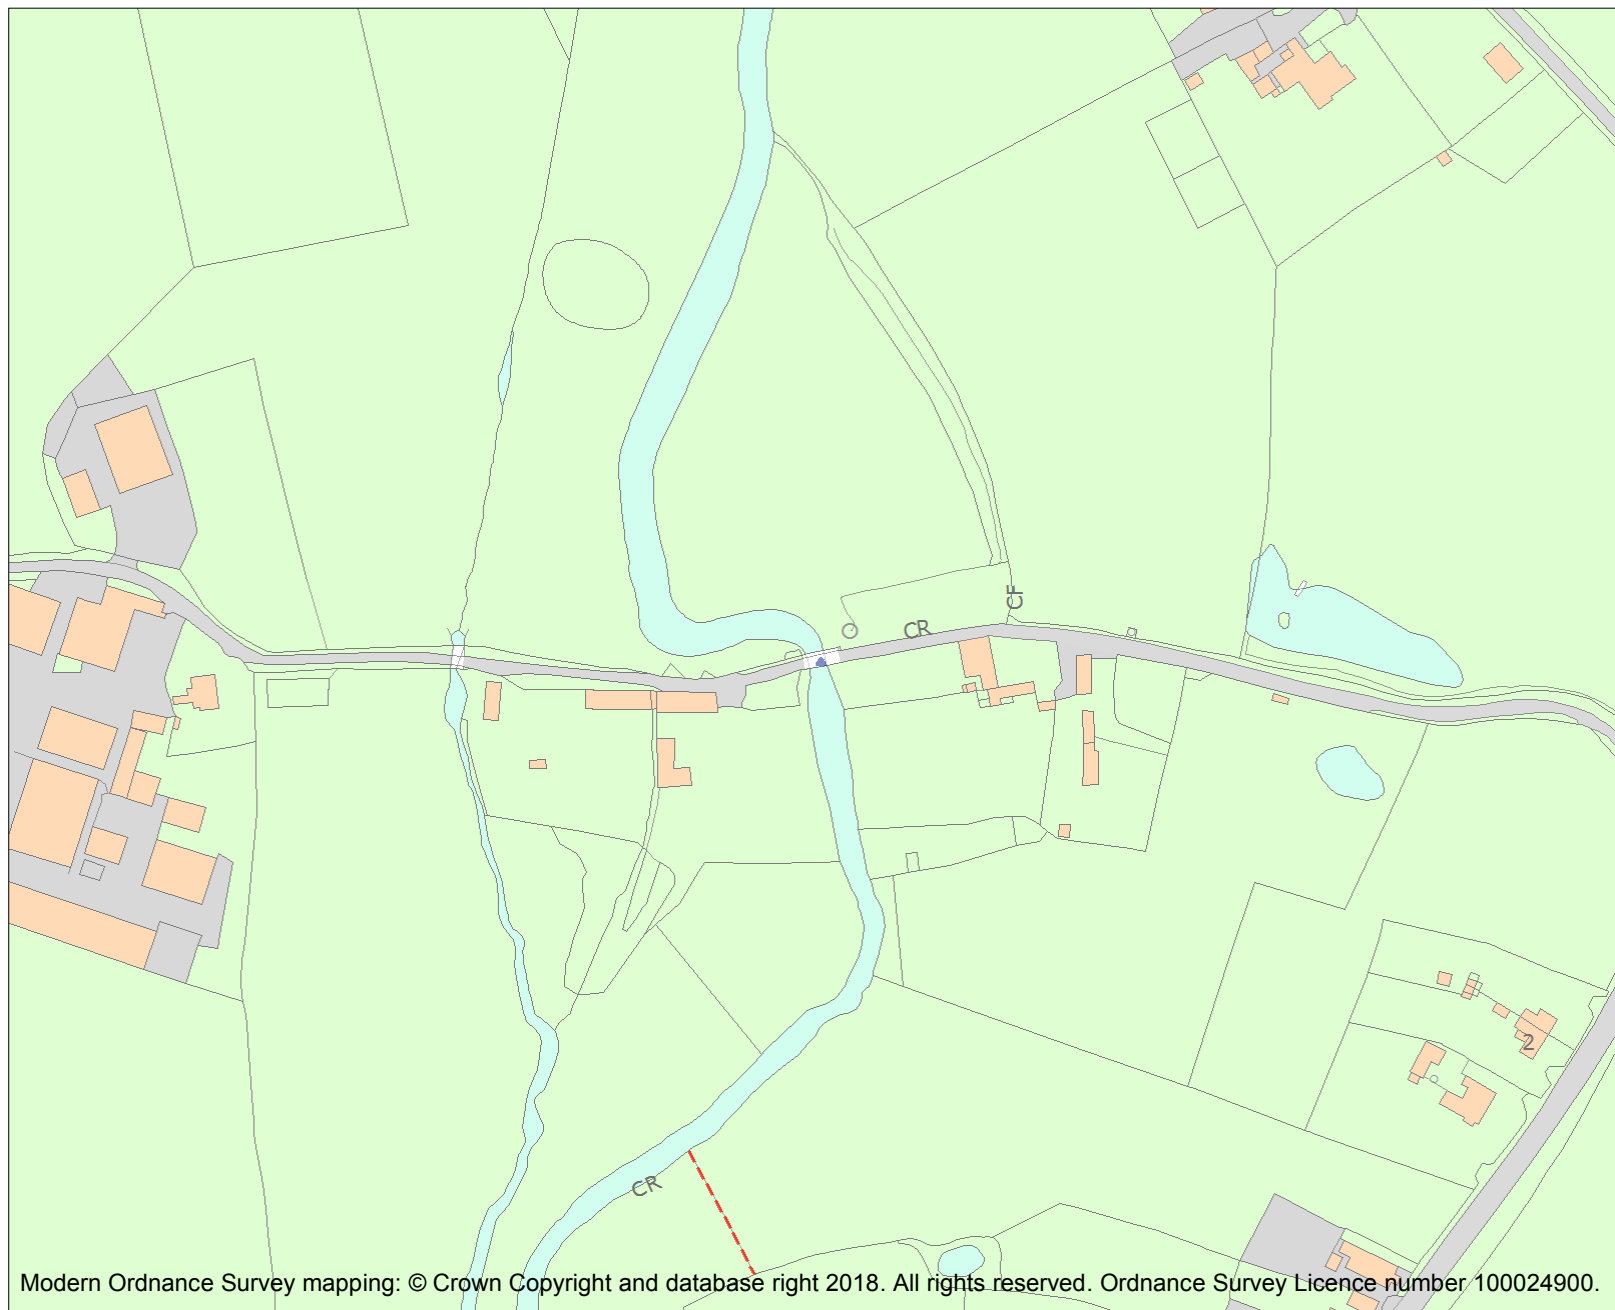 CF
CR
2
CR
Modern Ordnance Survey mapping: © Crown Copyright and database right 2018. All rights reserved. Ordnance Survey Licence number 100024900.